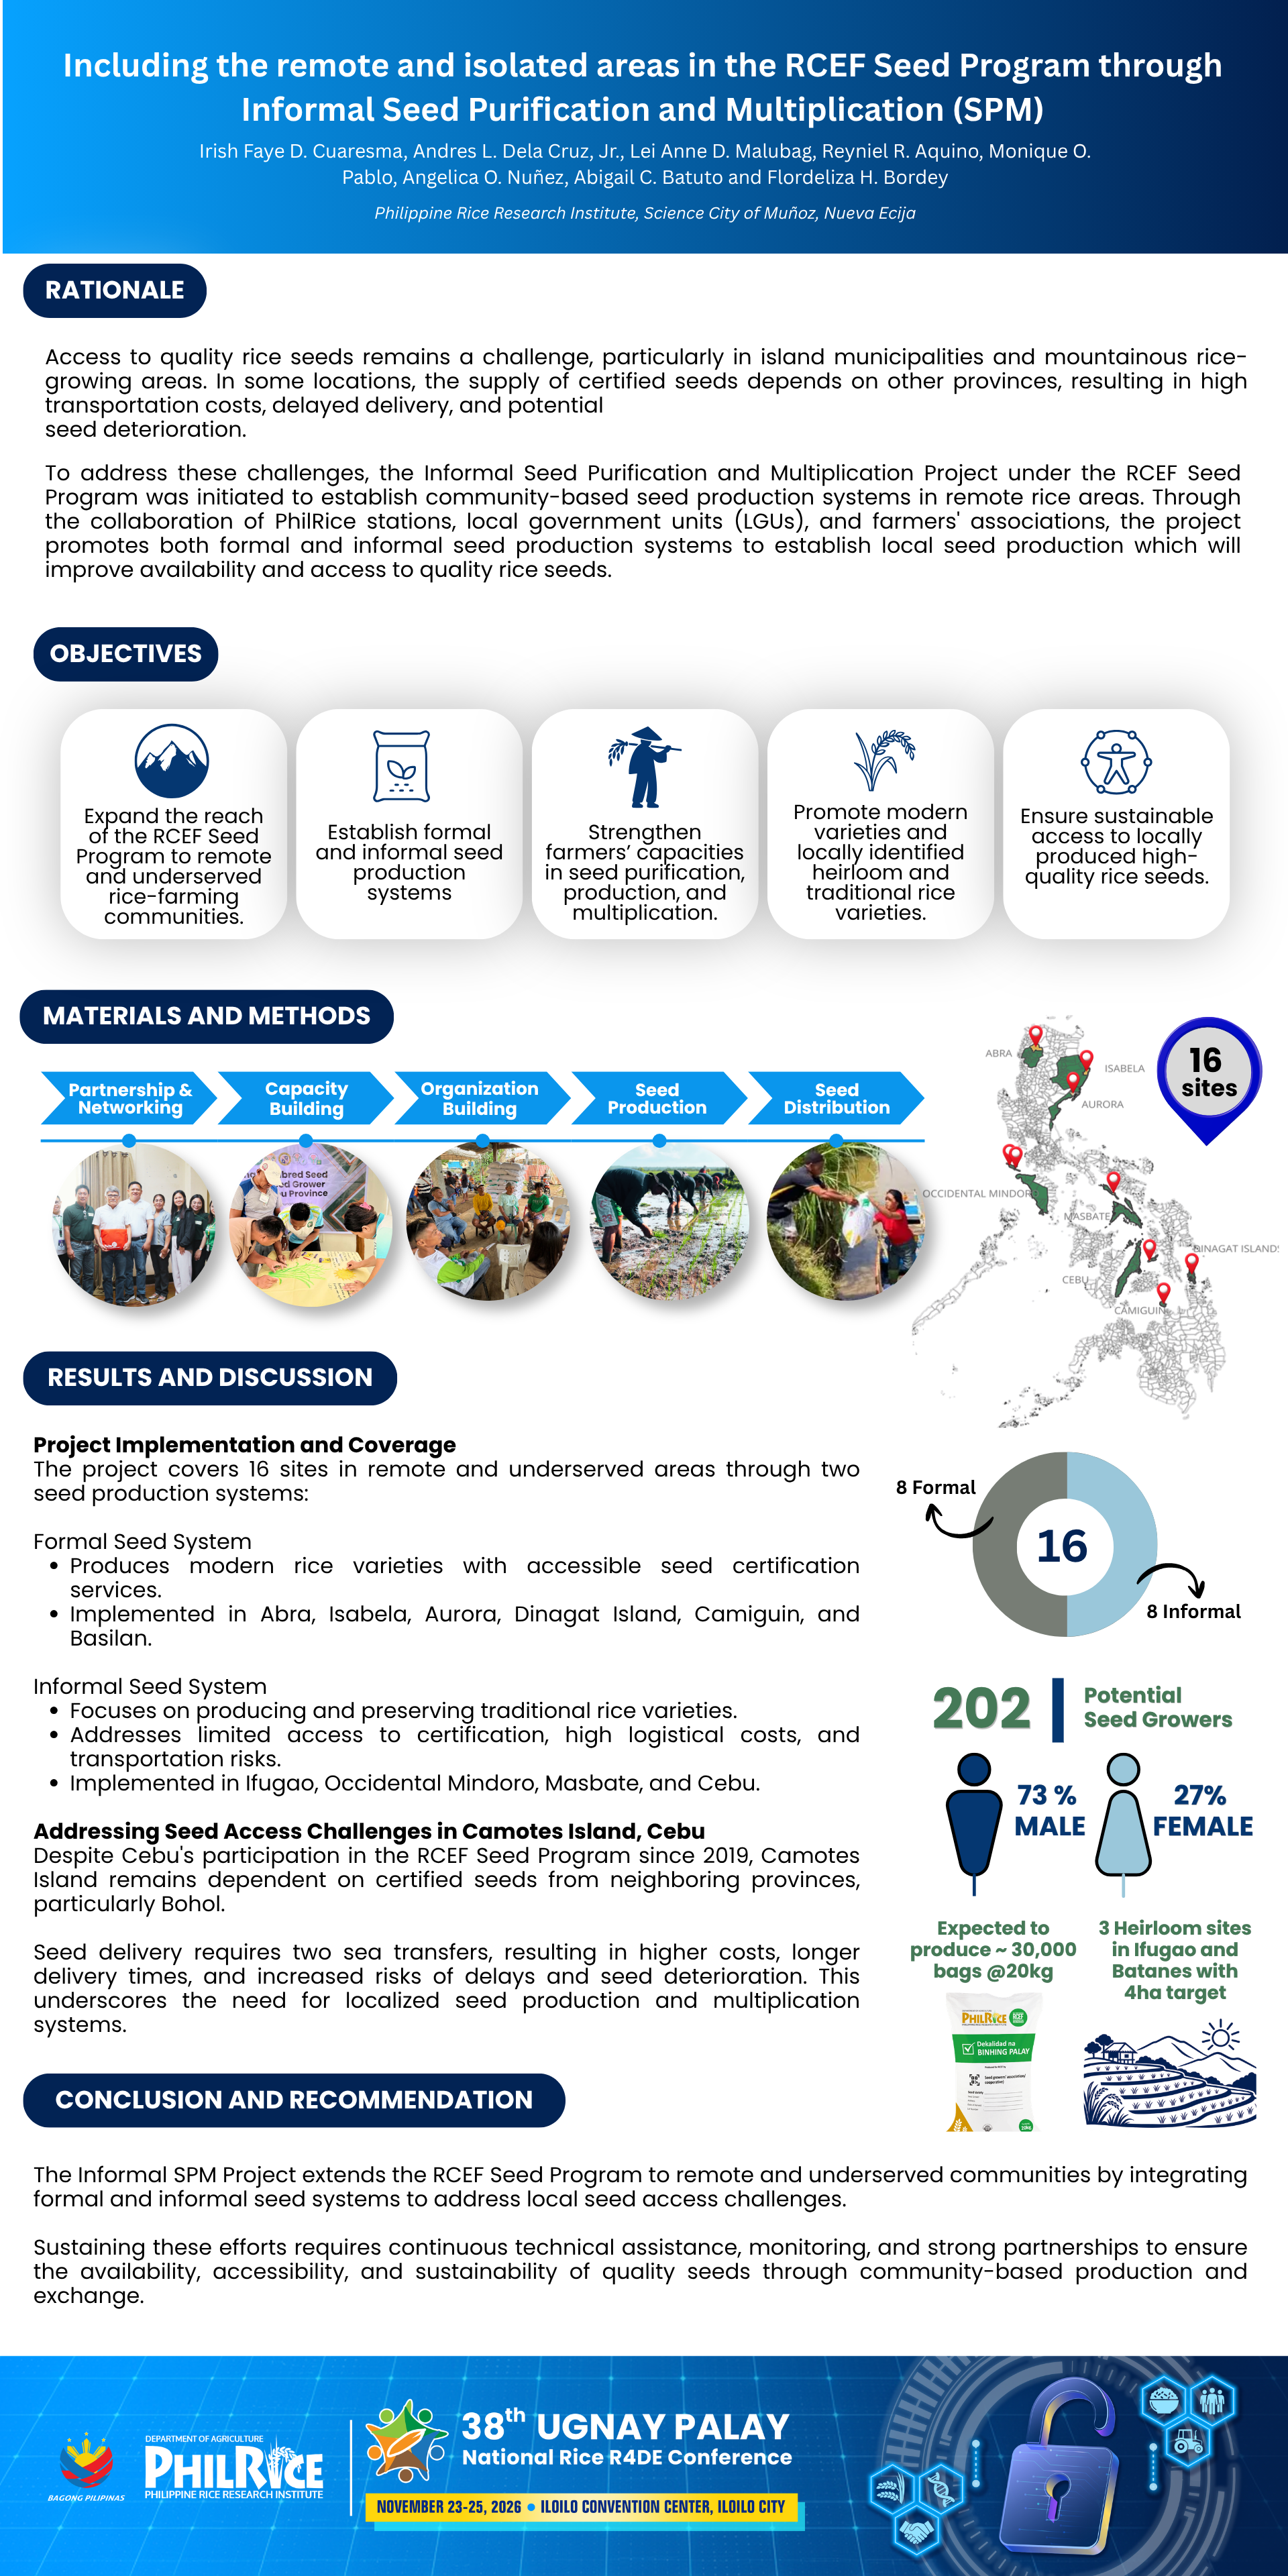 Including the remote and isolated areas in the RCEF Seed Program through
Informal Seed Purification and Multiplication (SPM)
Irish Faye D. Cuaresma, Andres L. Dela Cruz, Jr., Lei Anne D. Malubag, Reyniel R. Aquino, Monique O.
Pablo, Angelica O. Nuñez, Abigail C. Batuto and Flordeliza H. Bordey
Philippine Rice Research Institute, Science City of Muñoz, Nueva Ecija
RATIONALE
Access to quality rice seeds remains a challenge, particularly in island municipalities and mountainous rice-
growing areas. In some locations, the supply of certified seeds depends on other provinces, resulting in high
transportation costs, delayed delivery, and potential
seed deterioration.
To address these challenges, the Informal Seed Purification and Multiplication Project under the RCEF Seed
Program was initiated to establish community-based seed production systems in remote rice areas. Through
the collaboration of PhilRice stations, local government units (LGUs), and farmers' associations, the project
promotes both formal and informal seed production systems to establish local seed production which will
improve availability and access to quality rice seeds.
OBJECTIVES
Expand the reach
of the RCEF Seed
Program to remote
and underserved
rice-farming
communities.
Establish formal
and informal seed
production
systems
Strengthen
farmers’ capacities
in seed purification,
production, and
multiplication.
Promote modern
varieties and
locally identified
heirloom and
traditional rice
varieties.
Ensure sustainable
access to locally
produced high-
quality rice seeds.
MATERIALS AND METHODS
Partnership &
Networking
Capacity
Building
Organization
Building
Seed
Production
Seed
Distribution
bred Seed
ed Grower
u Province
ABRA
ISABELA
AURORA
OCCIDENTAL MINDOR
MASBATE
DINAGAT ISLANDS
CEBU
CAMIGUIN
16
sites
RESULTS AND DISCUSSION
Project Implementation and Coverage
The project covers 16 sites in remote and underserved areas through two
seed production systems:
Formal Seed System
• Produces modern rice varieties with accessible seed certification
services.
• Implemented in Abra, Isabela, Aurora, Dinagat Island, Camiguin, and
Basilan.
Informal Seed System
• Focuses on producing and preserving traditional rice varieties.
• Addresses limited access to certification, high logistical costs, and
transportation risks.
• Implemented in Ifugao, Occidental Mindoro, Masbate, and Cebu.
Addressing Seed Access Challenges in Camotes Island, Cebu
Despite Cebu's participation in the RCEF Seed Program since 2019, Camotes
Island remains dependent on certified seeds from neighboring provinces,
particularly Bohol.
Seed delivery requires two sea transfers, resulting in higher costs, longer
delivery times, and increased risks of delays and seed deterioration. This
underscores the need for localized seed production and multiplication
systems.
8 Formal
16
8 Informal
202
Potential
Seed Growers
73 %
MALE
27%
FEMALE
Expected to
produce ~ 30,000
bags @20kg
3 Heirloom sites
in Ifugao and
Batanes with
4ha target
PHILRICE
Dekalidad na
BINHING PALAY
CONCLUSION AND RECOMMENDATION
The Informal SPM Project extends the RCEF Seed Program to remote and underserved communities by integrating
formal and informal seed systems to address local seed access challenges.
Sustaining these efforts requires continuous technical assistance, monitoring, and strong partnerships to ensure
the availability, accessibility, and sustainability of quality seeds through community-based production and
exchange.
BAGONG PILIPINAS
DEPARTMENT OF AGRICULTURE
PHILRICE
PHILIPPINE RICE RESEARCH INSTITUTE
38th UGNAY PALAY
National Rice R4DE Conference
NOVEMBER 23-25, 2026 • ILOILO CONVENTION CENTER, ILOILO CITY